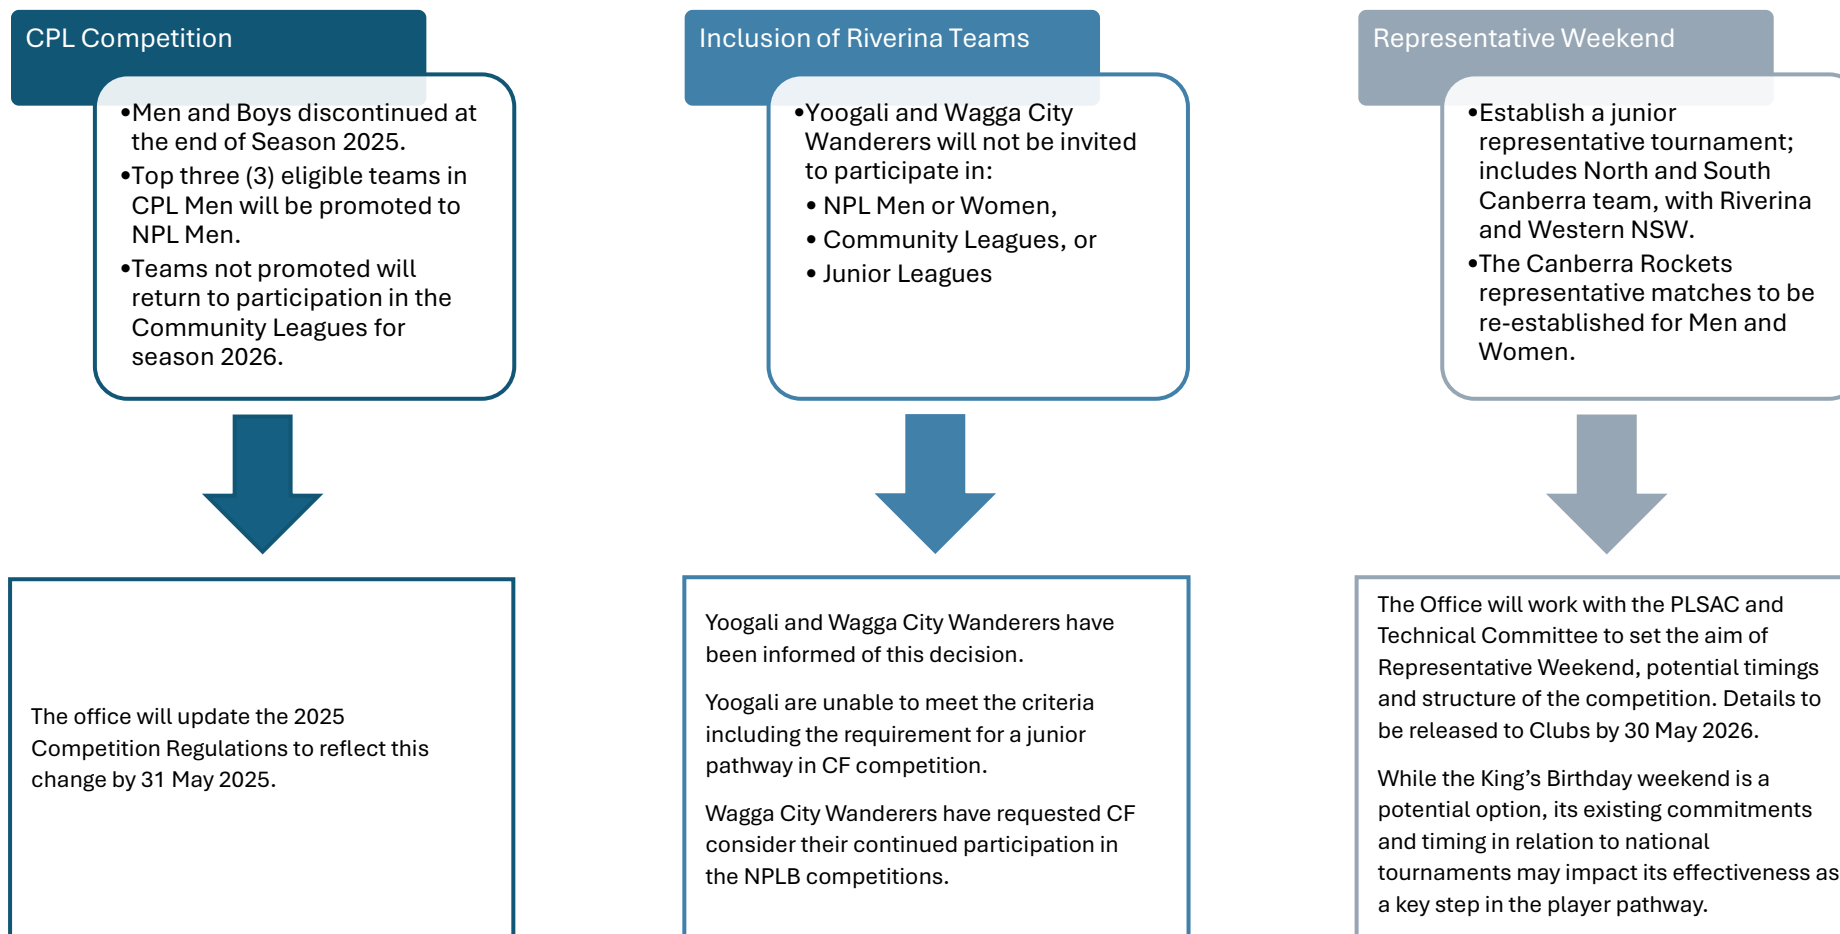 CPL Competition
•Men and Boys discontinued at
the end of Season 2025.
•Top three (3) eligible teams in
CPL Men will be promoted to
NPL Men.
•Teams not promoted will
return to participation in the
Community Leagues for
season 2026.
The office will update the 2025
Competition Regulations to reflect this
change by 31 May 2025.
Inclusion of Riverina Teams
•Yoogali and Wagga City
Wanderers will not be invited
to participate in:
• NPL Men or Women,
• Community Leagues, or
• Junior Leagues
Yoogali and Wagga City Wanderers have
been informed of this decision.
Yoogali are unable to meet the criteria
including the requirement for a junior
pathway in CF competition.
Wagga City Wanderers have requested CF
consider their continued participation in
the NPLB competitions.
Representative Weekend
•Establish a junior
representative tournament;
includes North and South
Canberra team, with Riverina
and Western NSW.
•The Canberra Rockets
representative matches to be
re-established for Men and
Women.
The Office will work with the PLSAC and
Technical Committee to set the aim of
Representative Weekend, potential timings
and structure of the competition. Details to
be released to Clubs by 30 May 2026.
While the King’s Birthday weekend is a
potential option, its existing commitments
and timing in relation to national
tournaments may impact its effectiveness as
a key step in the player pathway.